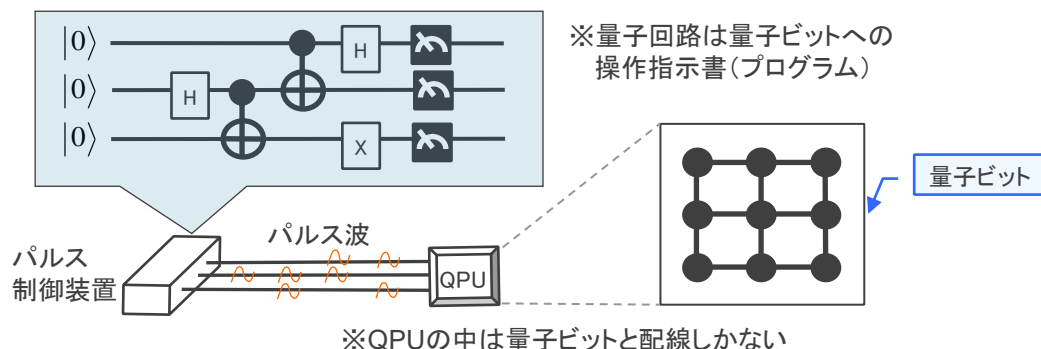 |0⟩
H
※量子回路は量子ビットへの
操作指示書(プログラム)
|0⟩
H
|0⟩
X
量子ビット
パルス波
パルス
制御装置
QPU
※QPUの中は量子ビットと配線しかない